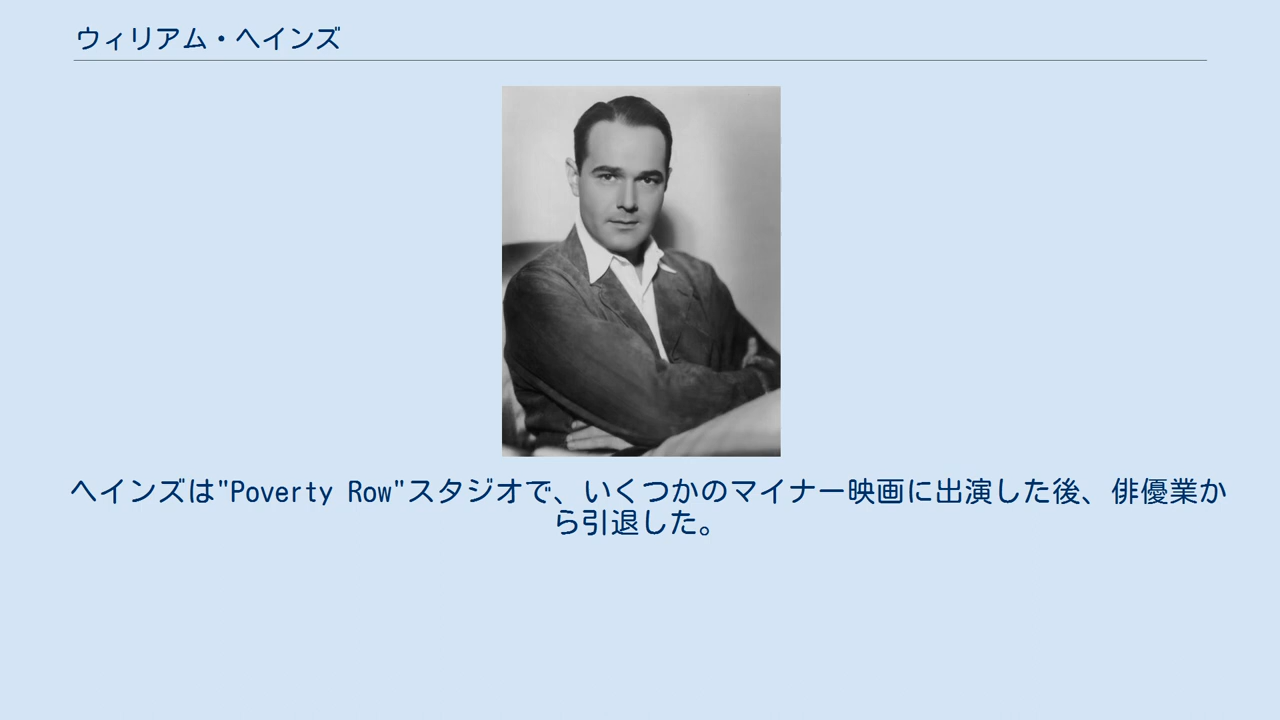 ウィリアム・ヘインズ
ヘインズは"Poverty Row"スタジオで、いくつかのマイナー映画に出演した後、俳優業か
ら引退した。